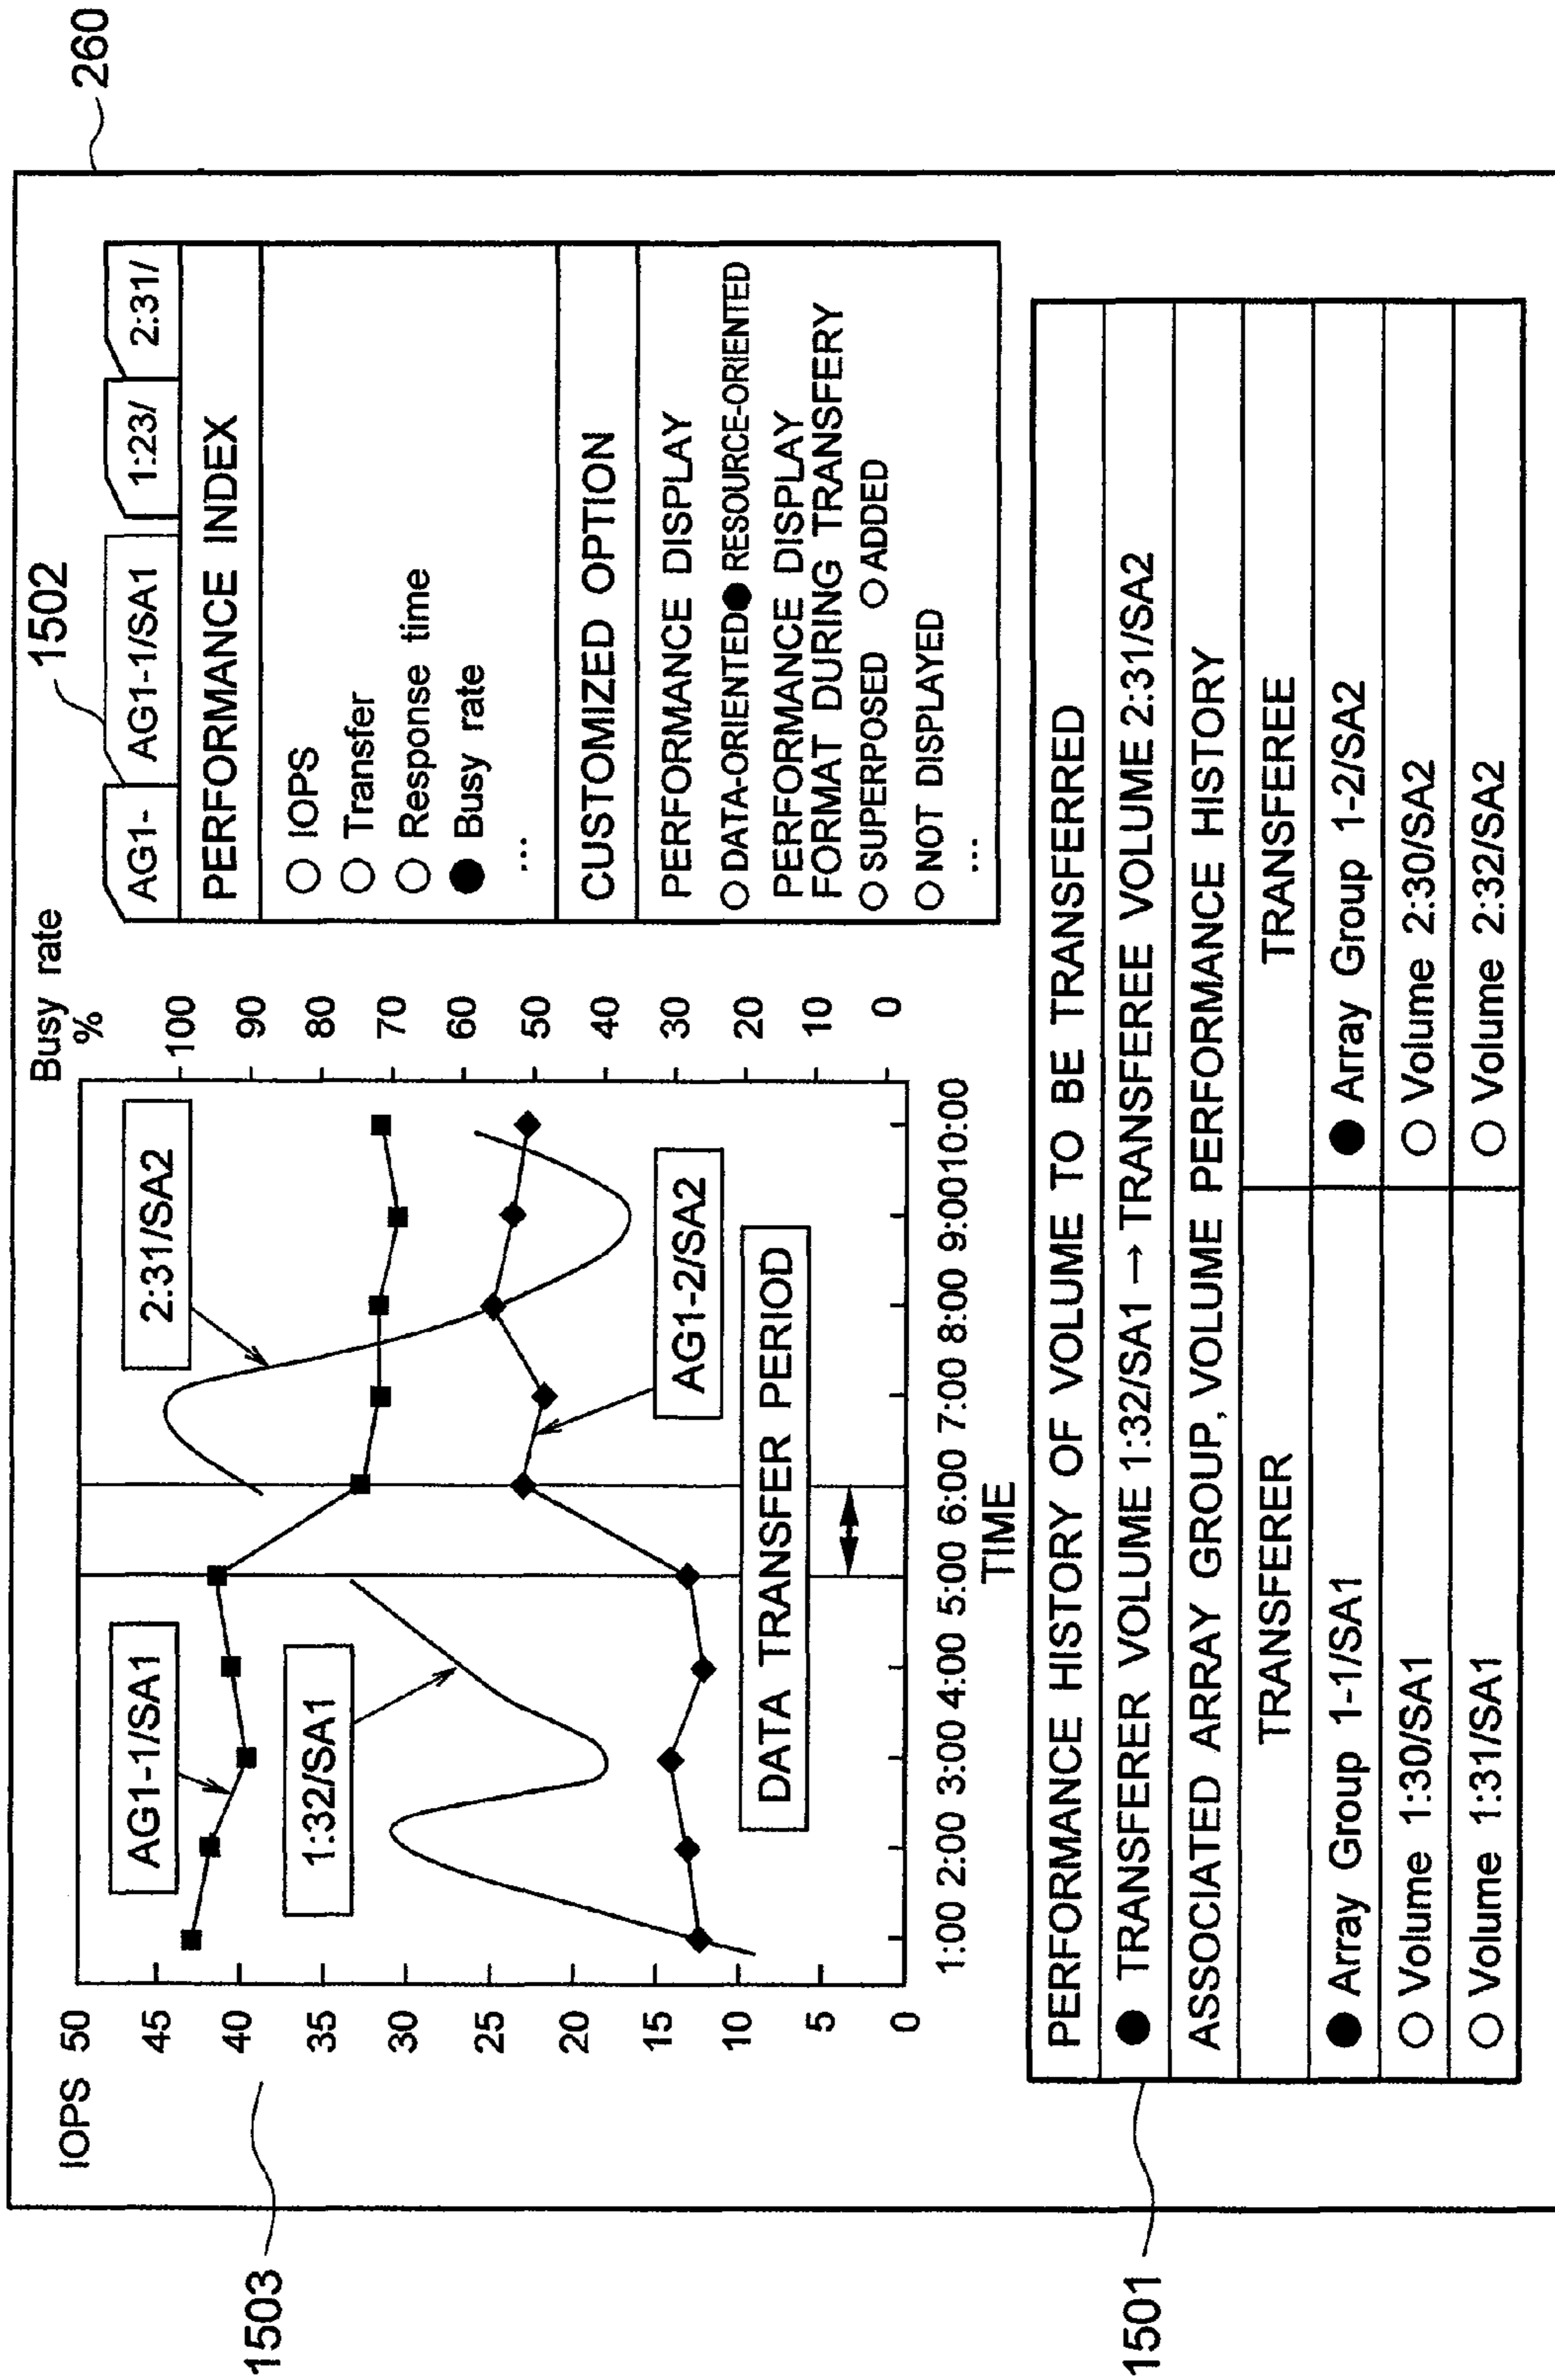 260
1502
1503
1501
IOPS
50
45
40
35
30
25
20
15
10
5
0
Busy rate
%
100
90
80
70
60
50
40
30
20
10
0
AG1-1/SA1
2:31/SA2
1:32/SA1
AG1-2/SA2
DATA TRANSFER PERIOD
1:00 2:00 3:00 4:00 5:00 6:00 7:00 8:00 9:00 10:00
TIME
AG1- AG1-1/SA1 1:23/ 2:31/
PERFORMANCE INDEX
IOPS
Transfer
Response time
Busy rate
...
CUSTOMIZED OPTION
PERFORMANCE DISPLAY
DATA-ORIENTED RESOURCE-ORIENTED
PERFORMANCE DISPLAY
FORMAT DURING TRANSFERY
SUPERPOSED ADDED
NOT DISPLAYED
...
PERFORMANCE HISTORY OF VOLUME TO BE TRANSFERRED
TRANSFERER VOLUME 1:32/SA1 → TRANSFEREE VOLUME 2:31/SA2
ASSOCIATED ARRAY GROUP, VOLUME PERFORMANCE HISTORY
TRANSFERER TRANSFEREE
Array Group 1-1/SA1 Array Group 1-2/SA2
Volume 1:30/SA1 Volume 2:30/SA2
Volume 1:31/SA1 Volume 2:32/SA2